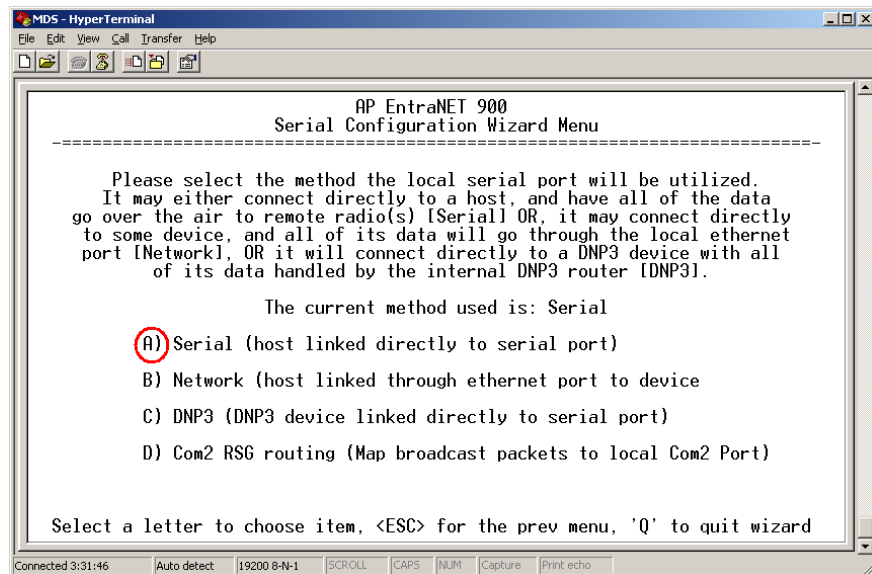 MDS - HyperTerminal
File Edit View Call Transfer Help
AP EntraNET 900
Serial Configuration Wizard Menu
-==========================================================================-
Please select the method the local serial port will be utilized.
It may either connect directly to a host, and have all of the data
go over the air to remote radio(s) [Serial] OR, it may connect directly
to some device, and all of its data will go through the local ethernet
port [Network], OR it will connect directly to a DNP3 device with all
of its data handled by the internal DNP3 router [DNP3].
The current method used is: Serial
A) Serial (host linked directly to serial port)
B) Network (host linked through ethernet port to device
C) DNP3 (DNP3 device linked directly to serial port)
D) Com2 RSG routing (Map broadcast packets to local Com2 Port)
Select a letter to choose item, <ESC> for the prev menu, 'Q' to quit wizard
Connected 3:31:46 Auto detect 19200 8-N-1 SCROLL CAPS NUM Capture Print echo